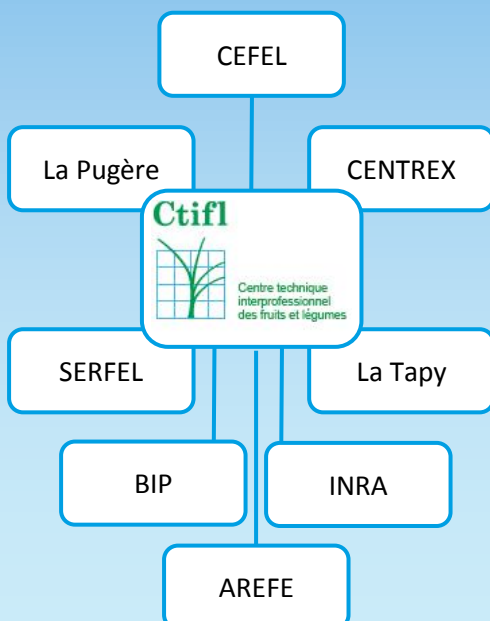 CEFEL
La Pugère
CENTREX
Ctifl
Centre technique
interprofessionnel
des fruits et légumes
SERFEL
La Tapy
BIP
INRA
AREFE